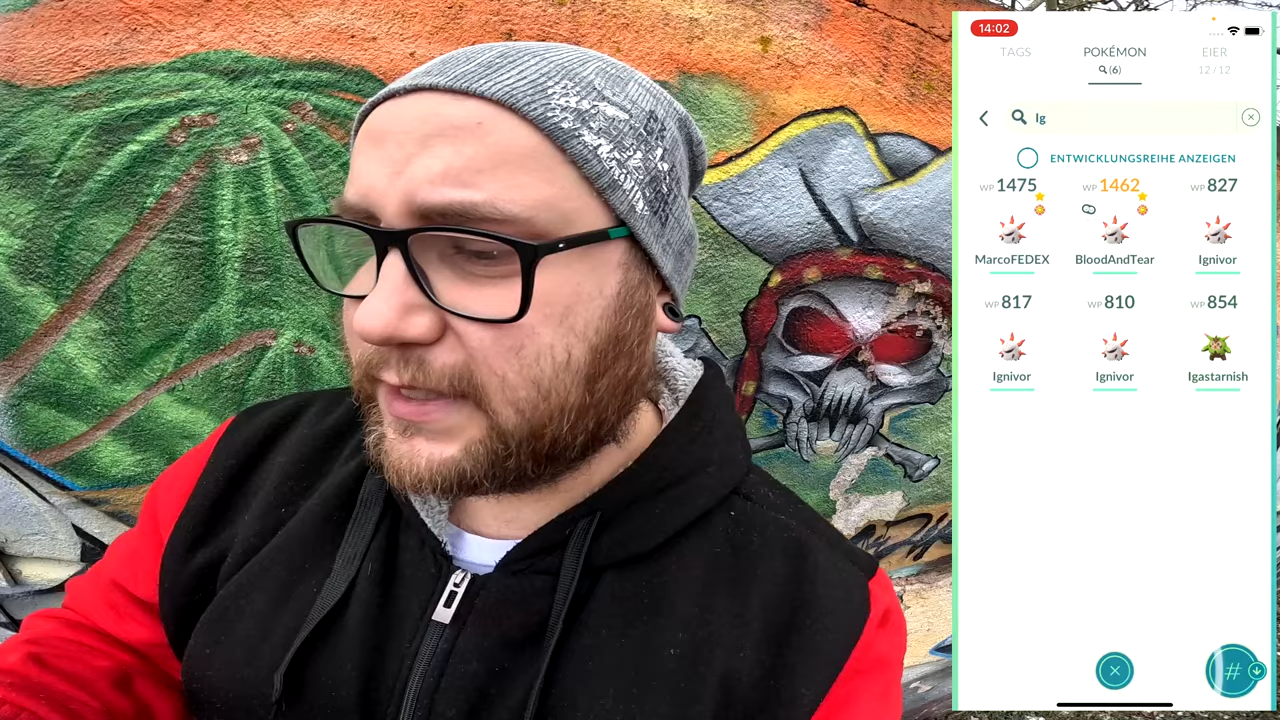 14:02
TAGS POKÉMON EIER
(6) 12 / 12
Ig
ENTWICKLUNGSREIHE ANZEIGEN
WP 1475 WP 1462 WP 827
MarcoFEDEX BloodAndTear Ignivor
WP 817 WP 810 WP 854
Ignivor Ignivor Igastarnish
#